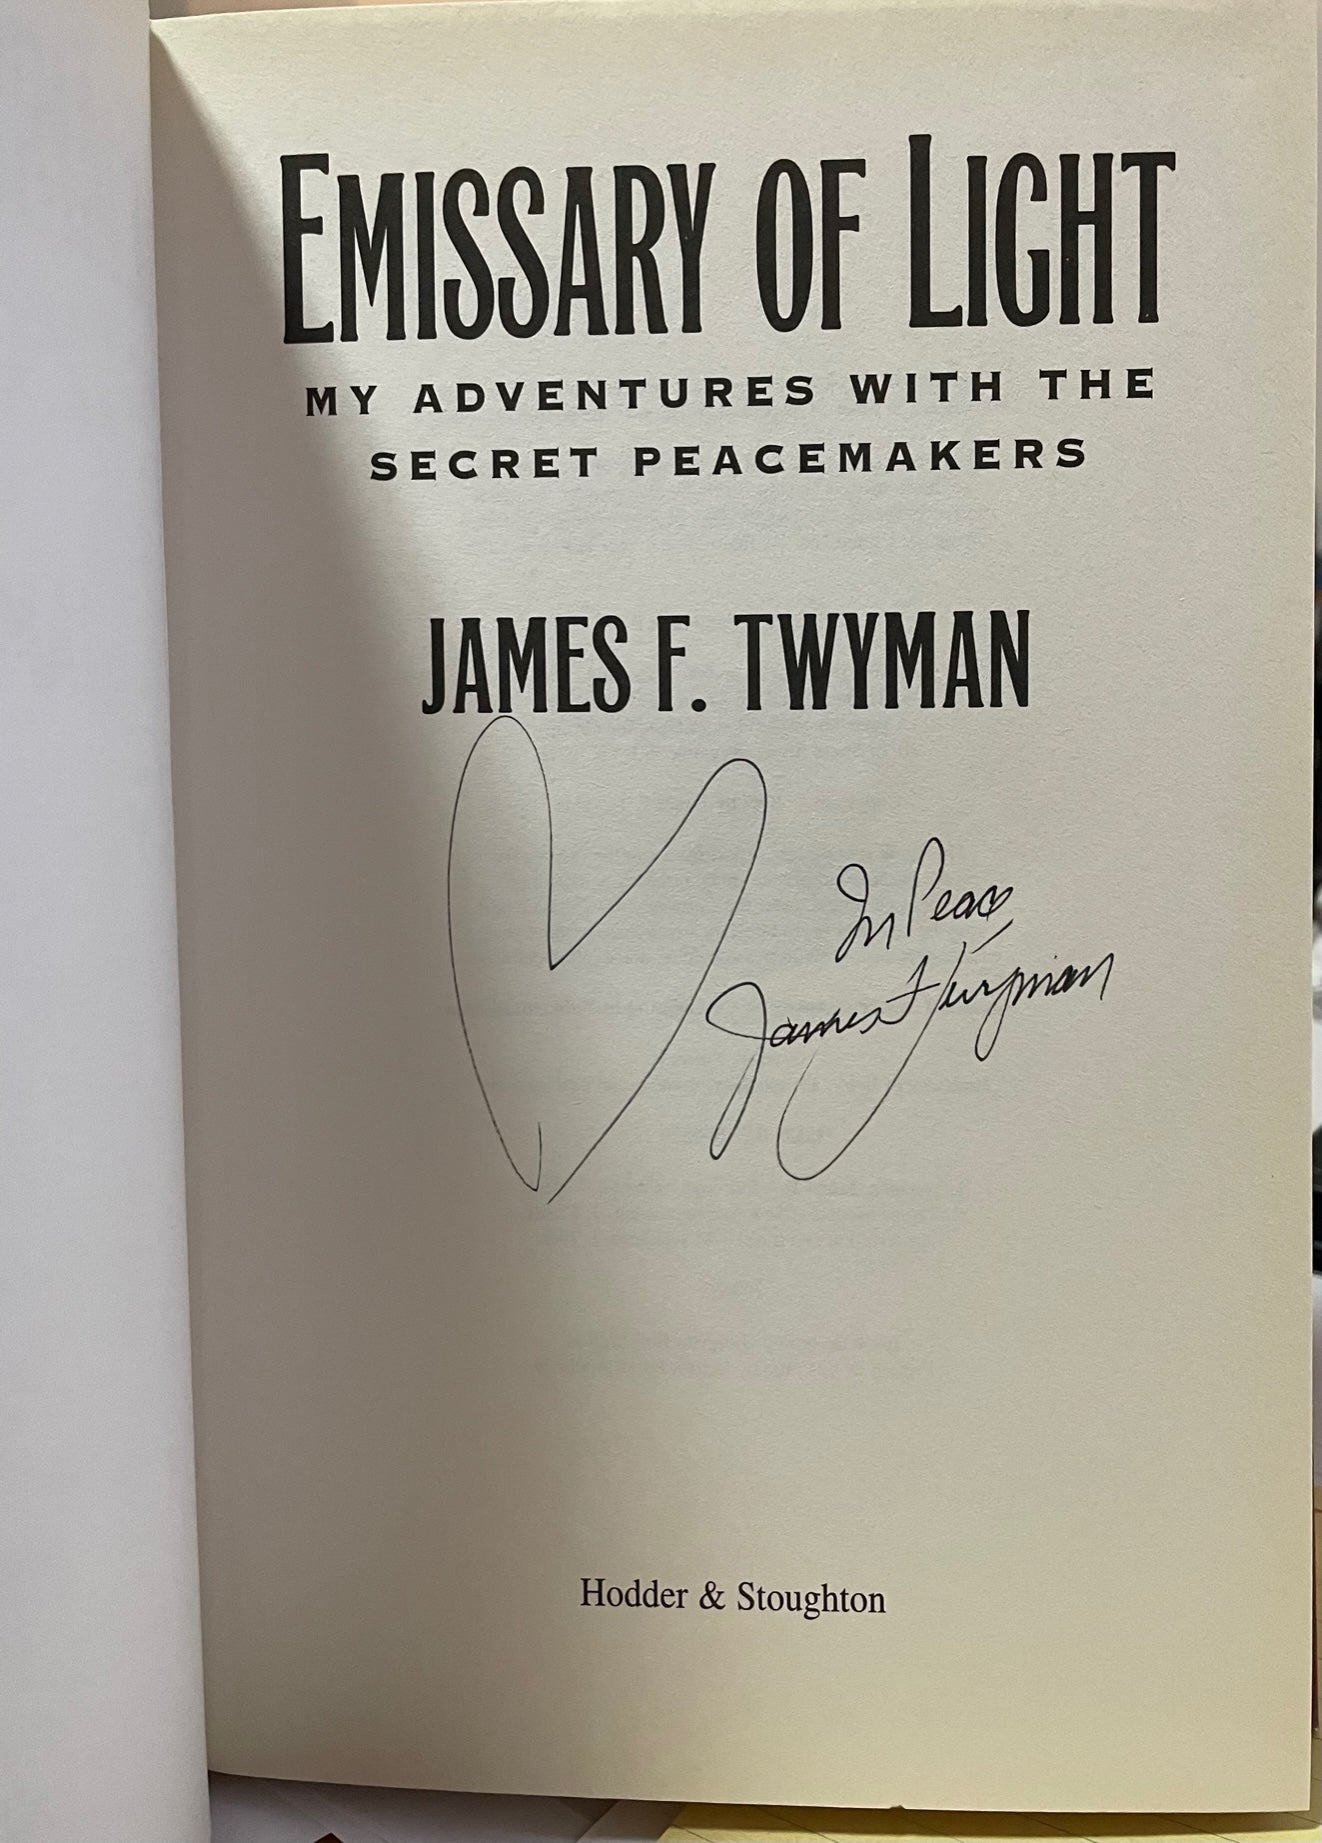 EMISSARY OF LIGHT
MY ADVENTURES WITH THE
SECRET PEACEMAKERS
JAMES F. TWYMAN
In Peace
James F Twyman
Hodder & Stoughton